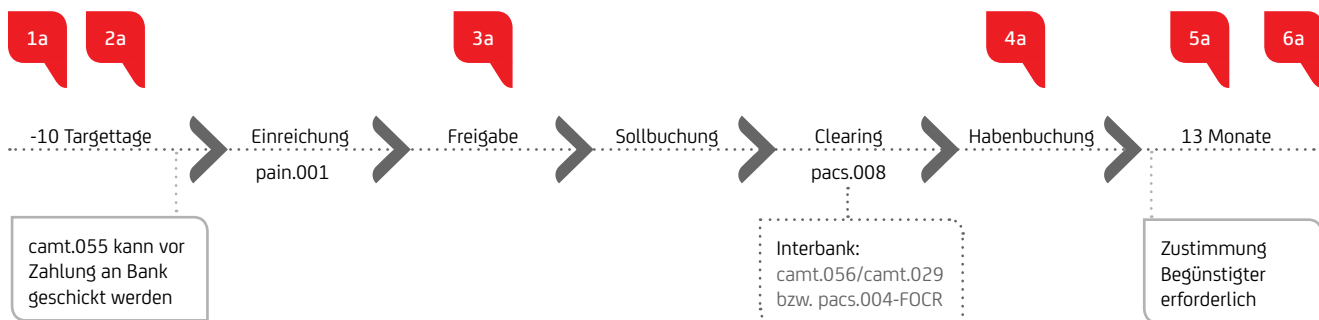 1a
2a
3a
4a
5a
6a
-10 Targettage
Einreichung
Freigabe
Sollbuchung
Clearing
Habenbuchung
13 Monate
pain.001
pacs.008
camt.055 kann vor
Zahlung an Bank
geschickt werden
Interbank:
camt.056/camt.029
bzw. pacs.004-FOCR
Zustimmung
Begünstigter
erforderlich